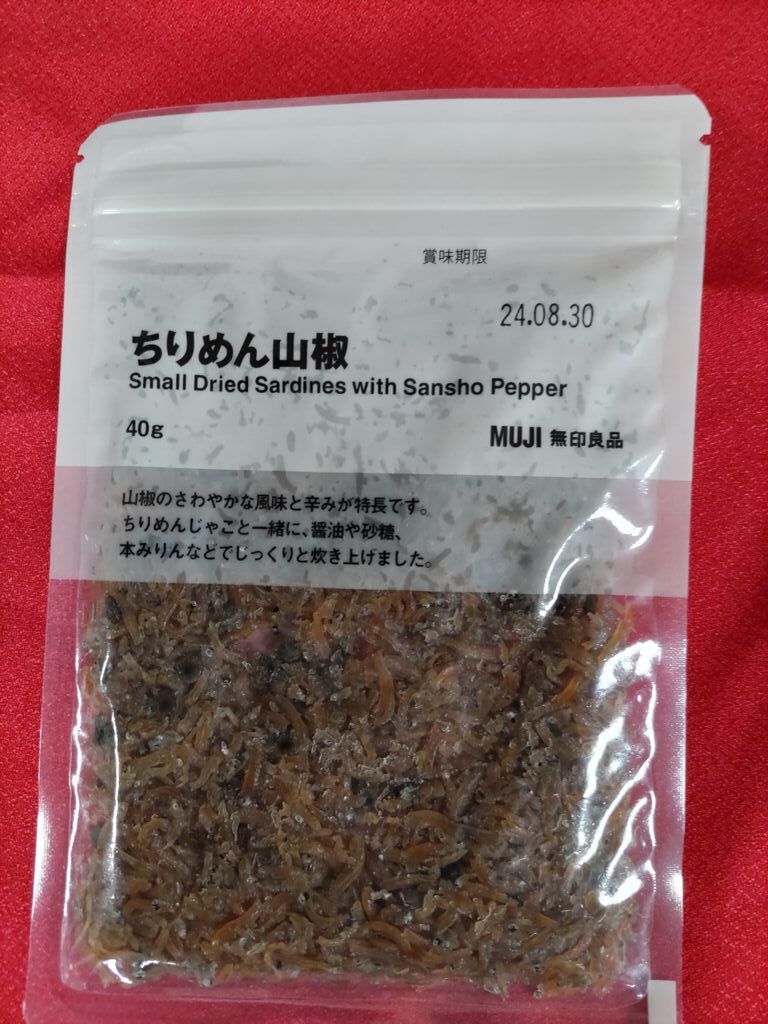 賞味期限
24.08.30
ちりめん山椒
Small Dried Sardines with Sansho Pepper
40g
MUJI 無印良品
山椒のさわやかな風味と辛みが特長です。
ちりめんじゃこと一緒に、醤油や砂糖、
本みりんなどでじっくりと炊き上げました。